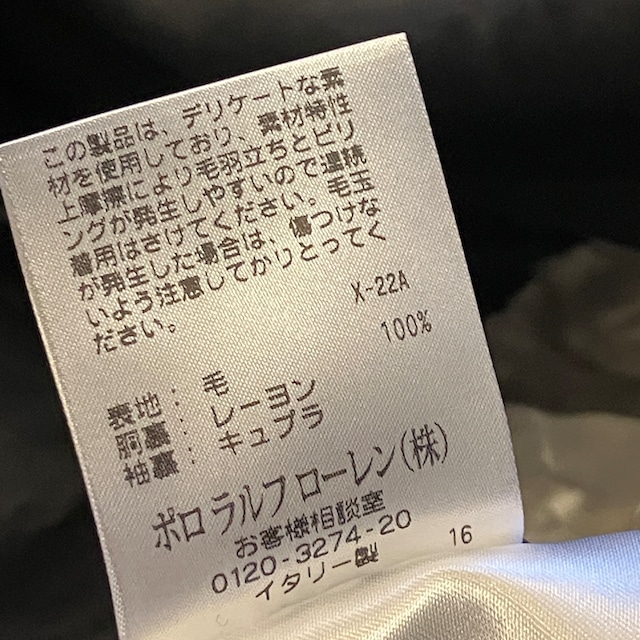 この製品は、デリケートな素
材を使用しており、素材特性
上摩擦により毛羽立ちとピリ
ングが発生しやすいので連続
着用はさけてください。毛玉
が発生した場合は、傷つけな
いよう注意してかりとってく
ださい。
X-22A
100%
表地：毛
胴裏：レーヨン
袖裏：キュプラ
ポロ ラルフ ローレン(株)
お客様相談室
0120-3274-20
イタリー製 16